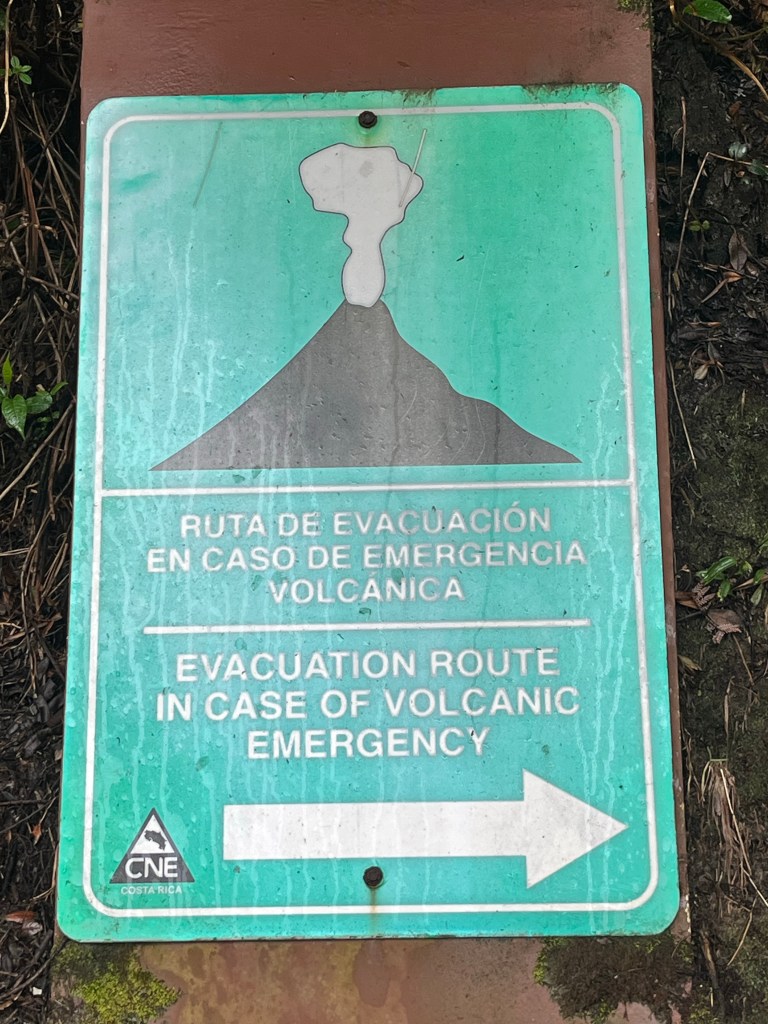 RUTA DE EVACUACIÓN
EN CASO DE EMERGENCIA
VOLCÁNICA
EVACUATION ROUTE
IN CASE OF VOLCANIC
EMERGENCY
CNE
COSTA RICA